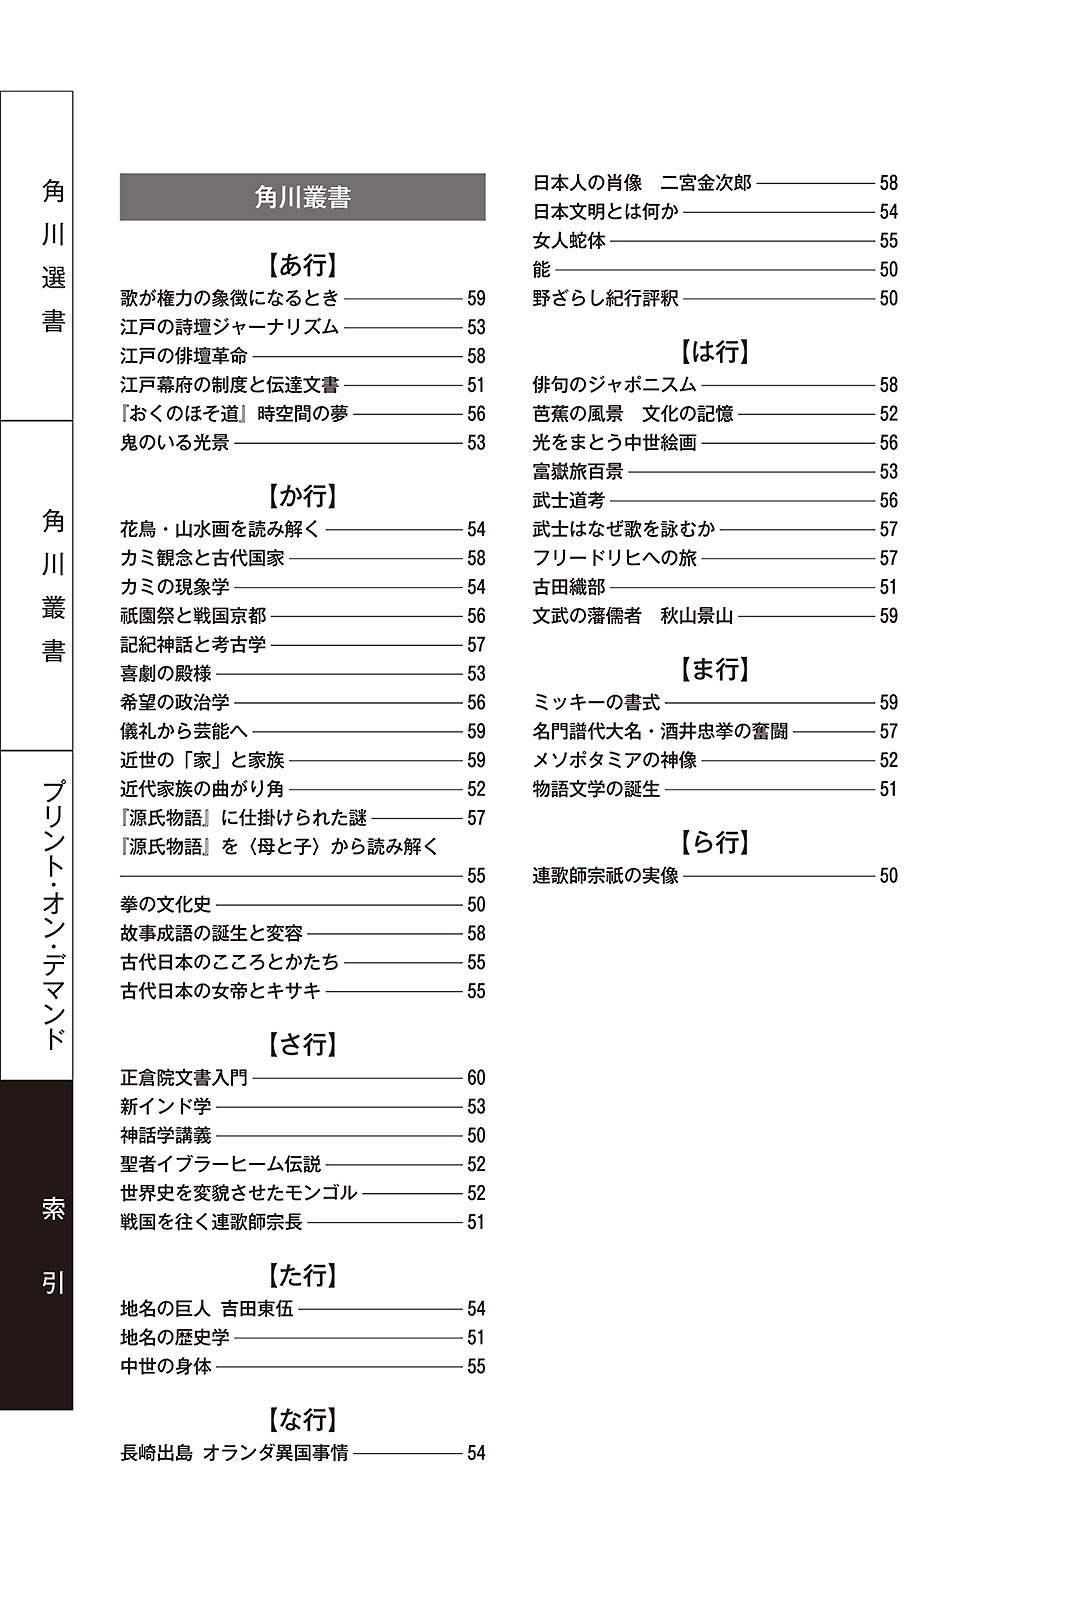 角川選書
角川叢書
プリント・オン・デマンド
索引
角川叢書
【あ行】
歌が権力の象徴になるとき 59
江戸の詩壇ジャーナリズム 53
江戸の俳壇革命 58
江戸幕府の制度と伝達文書 51
『おくのほそ道』時空間の夢 56
鬼のいる光景 53
【か行】
花鳥・山水画を読み解く 54
カミ観念と古代国家 58
カミの現象学 54
祇園祭と戦国京都 56
記紀神話と考古学 57
喜劇の殿様 53
希望の政治学 56
儀礼から芸能へ 59
近世の「家」と家族 59
近代家族の曲がり角 52
『源氏物語』に仕掛けられた謎 57
『源氏物語』を〈母と子〉から読み解く
55
拳の文化史 50
故事成語の誕生と変容 58
古代日本のこころとかたち 55
古代日本の女帝とキサキ 55
【さ行】
正倉院文書入門 60
新インド学 53
神話学講義 50
聖者イブラーヒーム伝説 52
世界史を変貌させたモンゴル 52
戦国を往く連歌師宗長 51
【た行】
地名の巨人 吉田東伍 54
地名の歴史学 51
中世の身体 55
【な行】
長崎出島 オランダ異国事情 54
日本人の肖像　二宮金次郎 58
日本文明とは何か 54
女人蛇体 55
能 50
野ざらし紀行評釈 50
【は行】
俳句のジャポニスム 58
芭蕉の風景　文化の記憶 52
光をまとう中世絵画 56
富嶽旅百景 53
武士道考 56
武士はなぜ歌を詠むか 57
フリードリヒへの旅 57
古田織部 51
文武の藩儒者　秋山景山 59
【ま行】
ミッキーの書式 59
名門譜代大名・酒井忠挙の奮闘 57
メソポタミアの神像 52
物語文学の誕生 51
【ら行】
連歌師宗祇の実像 50